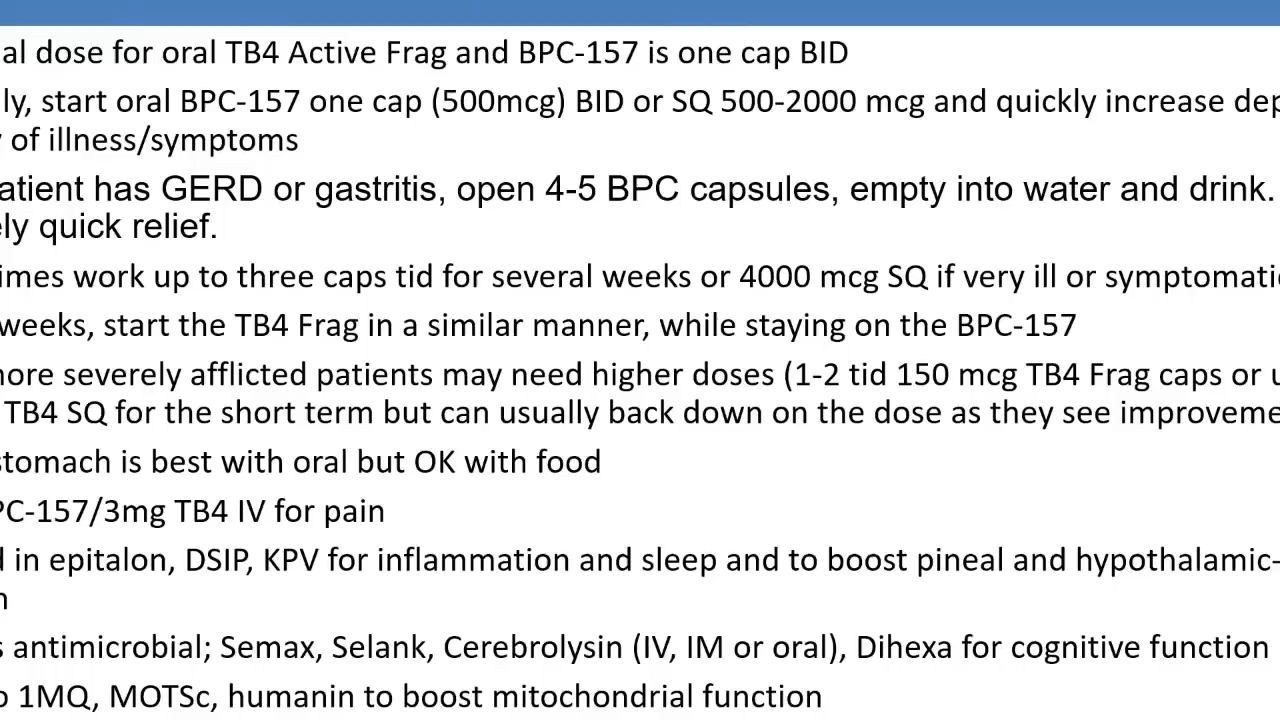 al dose for oral TB4 Active Frag and BPC-157 is one cap BID
ly, start oral BPC-157 one cap (500mcg) BID or SQ 500-2000 mcg and quickly increase dep
of illness/symptoms
atient has GERD or gastritis, open 4-5 BPC capsules, empty into water and drink.
ely quick relief.
imes work up to three caps tid for several weeks or 4000 mcg SQ if very ill or symptomatic
weeks, start the TB4 Frag in a similar manner, while staying on the BPC-157
more severely afflicted patients may need higher doses (1-2 tid 150 mcg TB4 Frag caps or u
TB4 SQ for the short term but can usually back down on the dose as they see improveme
stomach is best with oral but OK with food
PC-157/3mg TB4 IV for pain
d in epitalon, DSIP, KPV for inflammation and sleep and to boost pineal and hypothalamic-
n
s antimicrobial; Semax, Selank, Cerebrolysin (IV, IM or oral), Dihexa for cognitive function
o 1MQ, MOTSc, humanin to boost mitochondrial function